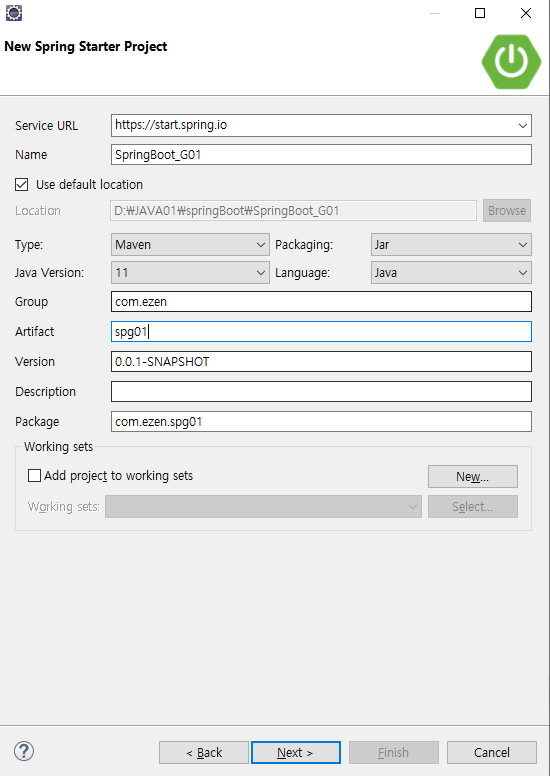 New Spring Starter Project
Service URL https://start.spring.io
Name SpringBoot_G01
Use default location
Location D:₩JAVA01₩springBoot₩SpringBoot_G01 Browse
Type: Maven Packaging: Jar
Java Version: 11 Language: Java
Group com.ezen
Artifact spg01
Version 0.0.1-SNAPSHOT
Description
Package com.ezen.spg01
Working sets
Add project to working sets New...
Working sets: Select...
? < Back Next > Finish Cancel